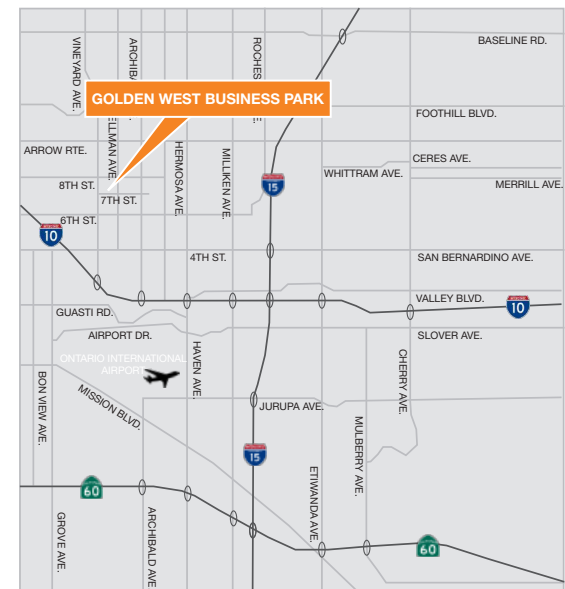 BASELINE RD.
VINEYARD AVE.
ARCHIBA
ROCHES
E.
GOLDEN WEST BUSINESS PARK
FOOTHILL BLVD.
ELLMAN AVE.
HERMOSA AVE.
MILLIKEN AVE.
ARROW RTE.
CERES AVE.
WHITTRAM AVE.
8TH ST.
MERRILL AVE.
15
7TH ST.
6TH ST.
10
4TH ST.
SAN BERNARDINO AVE.
VALLEY BLVD.
10
GUASTI RD.
AIRPORT DR.
SLOVER AVE.
ONTARIO INTERNATIONAL
AIRPORT
HAVEN AVE.
CHERRY AVE.
BON VIEW AVE.
MISSION BLVD.
JURUPA AVE.
MULBERRY AVE.
15
ETIWANDA AVE.
60
GROVE AVE.
ARCHIBALD AVE
60